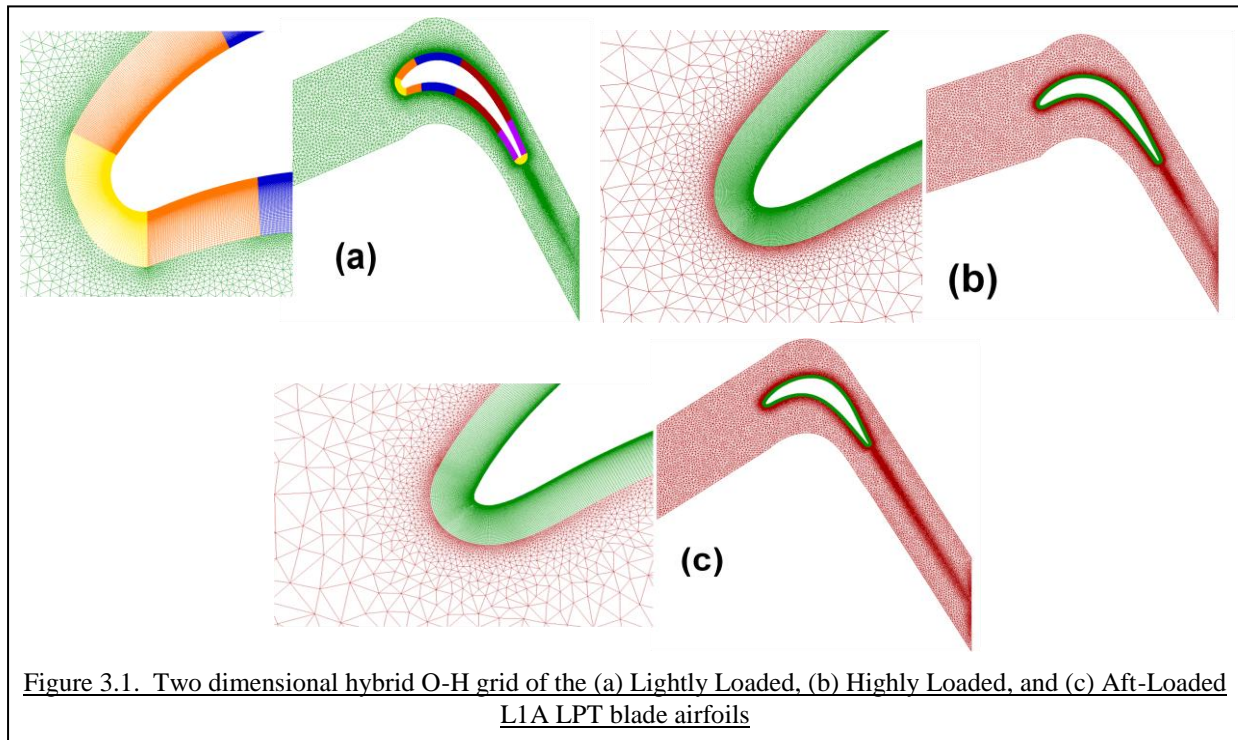 (a)
(b)
(c)
Figure 3.1. Two dimensional hybrid O-H grid of the (a) Lightly Loaded, (b) Highly Loaded, and (c) Aft-Loaded
L1A LPT blade airfoils